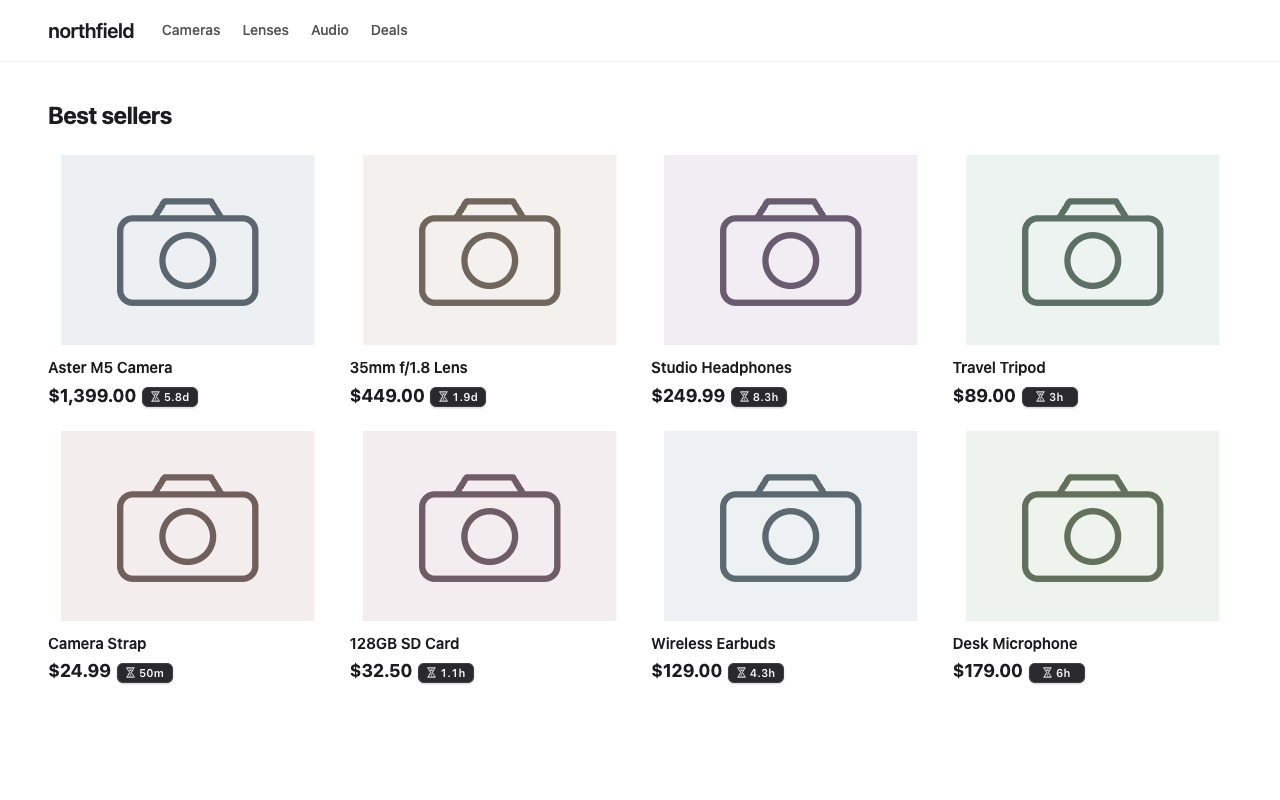 northfield Cameras Lenses Audio Deals
Best sellers
Aster M5 Camera
$1,399.00 5.8d
35mm f/1.8 Lens
$449.00 1.9d
Studio Headphones
$249.99 8.3h
Travel Tripod
$89.00 3h
Camera Strap
$24.99 50m
128GB SD Card
$32.50 1.1h
Wireless Earbuds
$129.00 4.3h
Desk Microphone
$179.00 6h